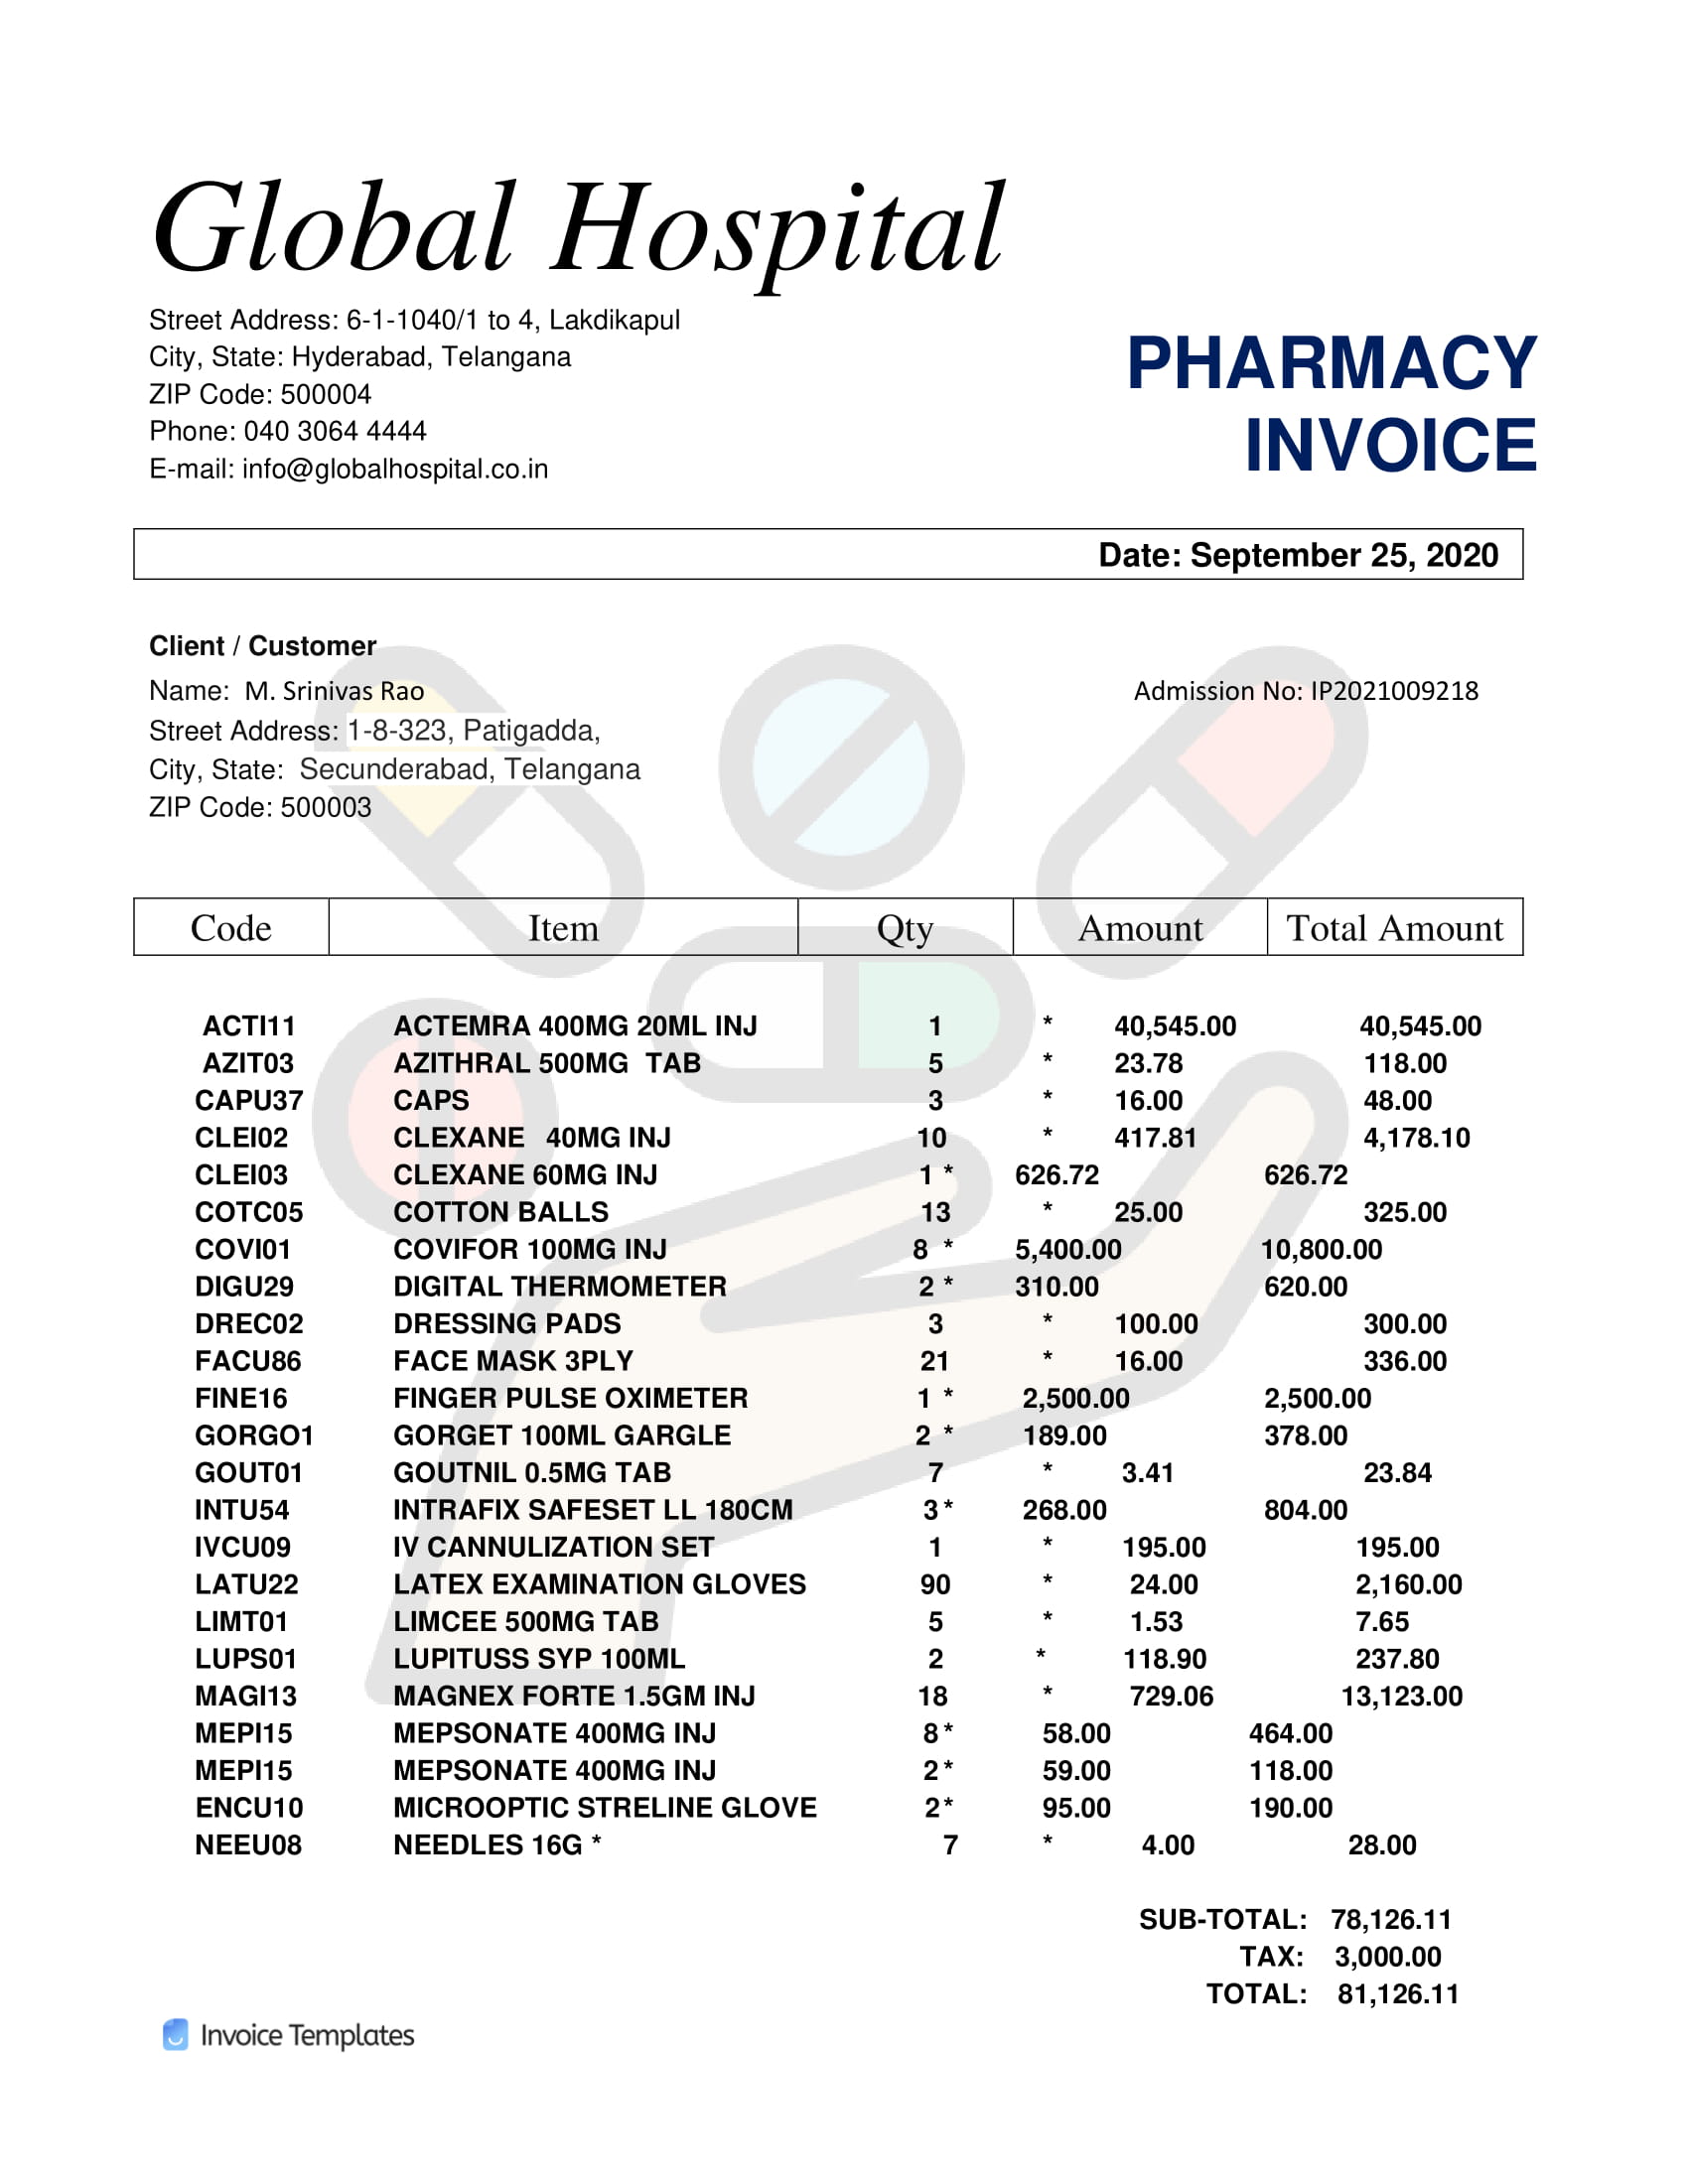 Global Hospital
Street Address: 6-1-1040/1 to 4, Lakdikapul
City, State: Hyderabad, Telangana
ZIP Code: 500004
Phone: 040 3064 4444
E-mail: info@globalhospital.co.in
PHARMACY
INVOICE
Date: September 25, 2020
Client / Customer
Name: M. Srinivas Rao Admission No: IP2021009218
Street Address: 1-8-323, Patigadda,
City, State: Secunderabad, Telangana
ZIP Code: 500003
Code Item Qty Amount Total Amount
ACTI11 ACTEMRA 400MG 20ML INJ 1 * 40,545.00 40,545.00
AZIT03 AZITHRAL 500MG TAB 5 * 23.78 118.00
CAPU37 CAPS 3 * 16.00 48.00
CLEI02 CLEXANE 40MG INJ 10 * 417.81 4,178.10
CLEI03 CLEXANE 60MG INJ 1 * 626.72 626.72
COTC05 COTTON BALLS 13 * 25.00 325.00
COVI01 COVIFOR 100MG INJ 8 * 5,400.00 10,800.00
DIGU29 DIGITAL THERMOMETER 2 * 310.00 620.00
DREC02 DRESSING PADS 3 * 100.00 300.00
FACU86 FACE MASK 3PLY 21 * 16.00 336.00
FINE16 FINGER PULSE OXIMETER 1 * 2,500.00 2,500.00
GORGO1 GORGET 100ML GARGLE 2 * 189.00 378.00
GOUT01 GOUTNIL 0.5MG TAB 7 * 3.41 23.84
INTU54 INTRAFIX SAFESET LL 180CM 3 * 268.00 804.00
IVCU09 IV CANNULIZATION SET 1 * 195.00 195.00
LATU22 LATEX EXAMINATION GLOVES 90 * 24.00 2,160.00
LIMT01 LIMCEE 500MG TAB 5 * 1.53 7.65
LUPS01 LUPITUSS SYP 100ML 2 * 118.90 237.80
MAGI13 MAGNEX FORTE 1.5GM INJ 18 * 729.06 13,123.00
MEPI15 MEPSONATE 400MG INJ 8 * 58.00 464.00
MEPI15 MEPSONATE 400MG INJ 2 * 59.00 118.00
ENCU10 MICROOPTIC STRELINE GLOVE 2 * 95.00 190.00
NEEU08 NEEDLES 16G * 7 * 4.00 28.00
SUB-TOTAL: 78,126.11
TAX: 3,000.00
TOTAL: 81,126.11
Invoice Templates